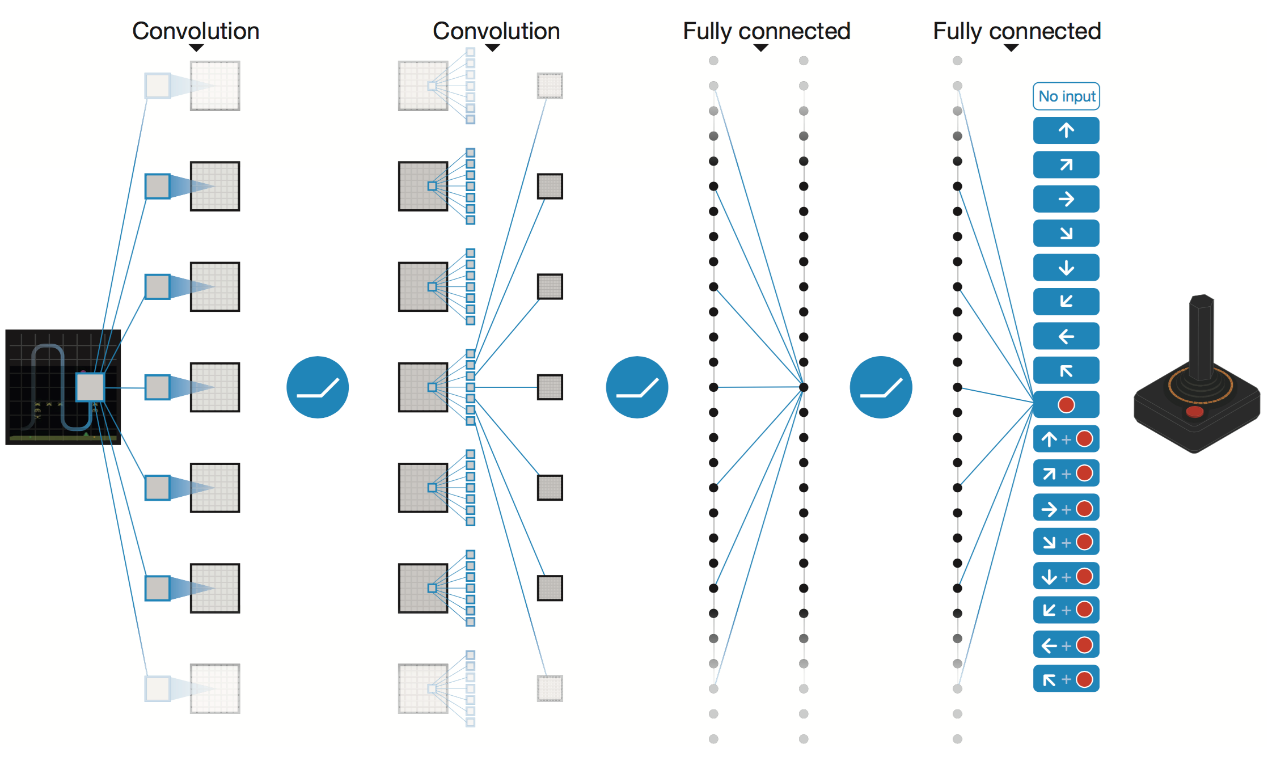 Convolution
Convolution
Fully connected
Fully connected
No input
+
+
+
+
+
+
+
+